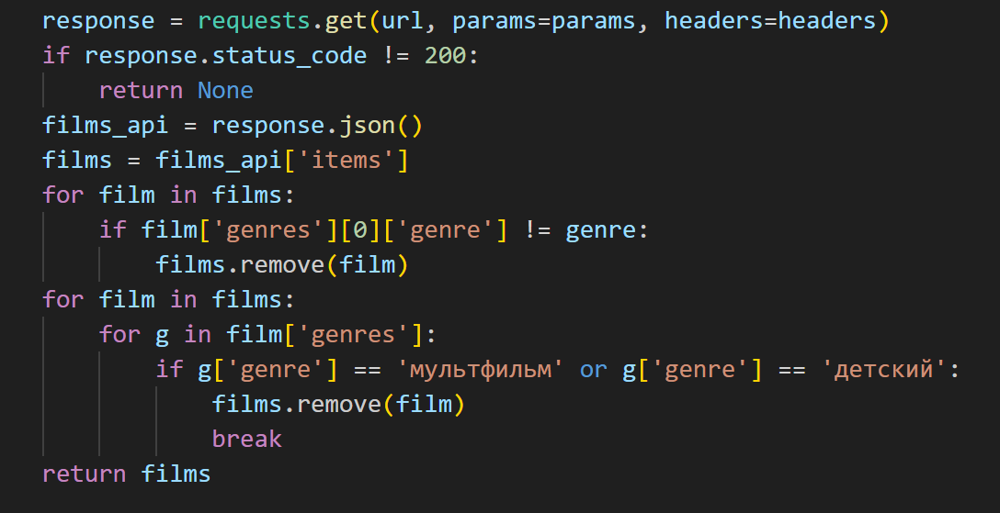 response = requests.get(url, params=params, headers=headers)
if response.status_code != 200:
    return None
films_api = response.json()
films = films_api['items']
for film in films:
    if film['genres'][0]['genre'] != genre:
        films.remove(film)
for film in films:
    for g in film['genres']:
        if g['genre'] == 'мультфильм' or g['genre'] == 'детский':
            films.remove(film)
            break
return films